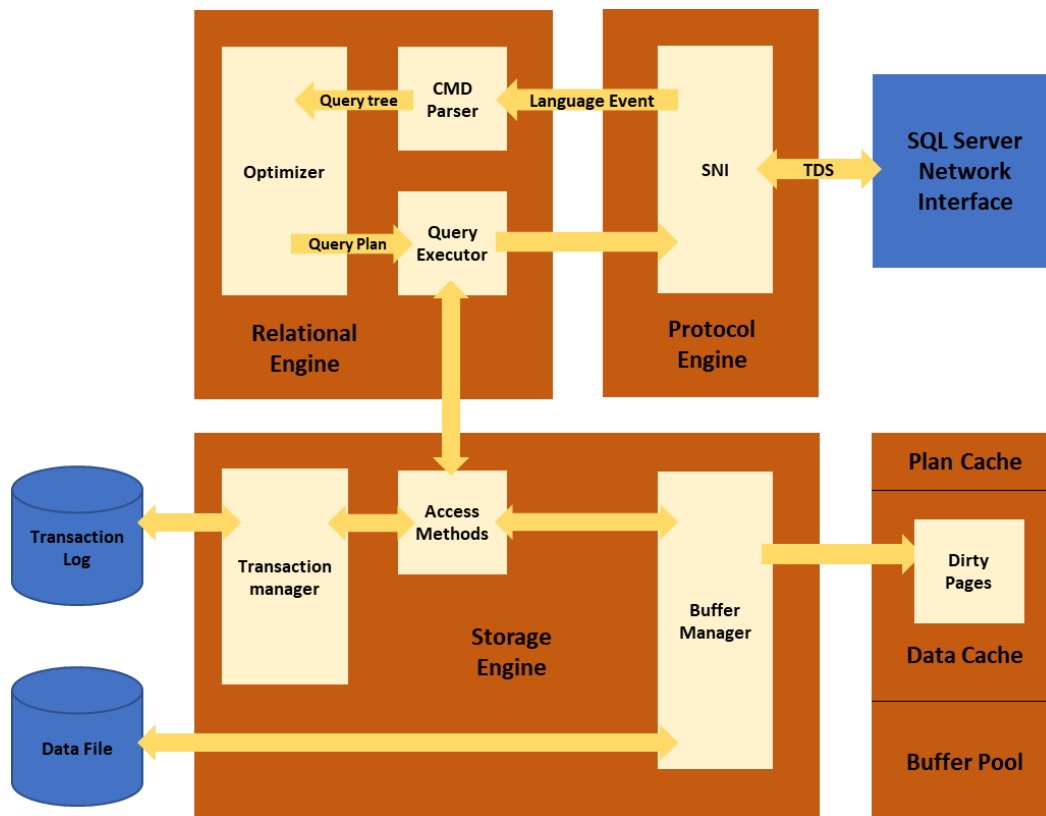 CMD
Parser
Query tree
Language Event
Optimizer
SNI
TDS
SQL Server
Network
Interface
Query
Executor
Query Plan
Relational
Engine
Protocol
Engine
Transaction
Log
Transaction
manager
Access
Methods
Buffer
Manager
Storage
Engine
Plan Cache
Dirty
Pages
Data Cache
Data File
Buffer Pool